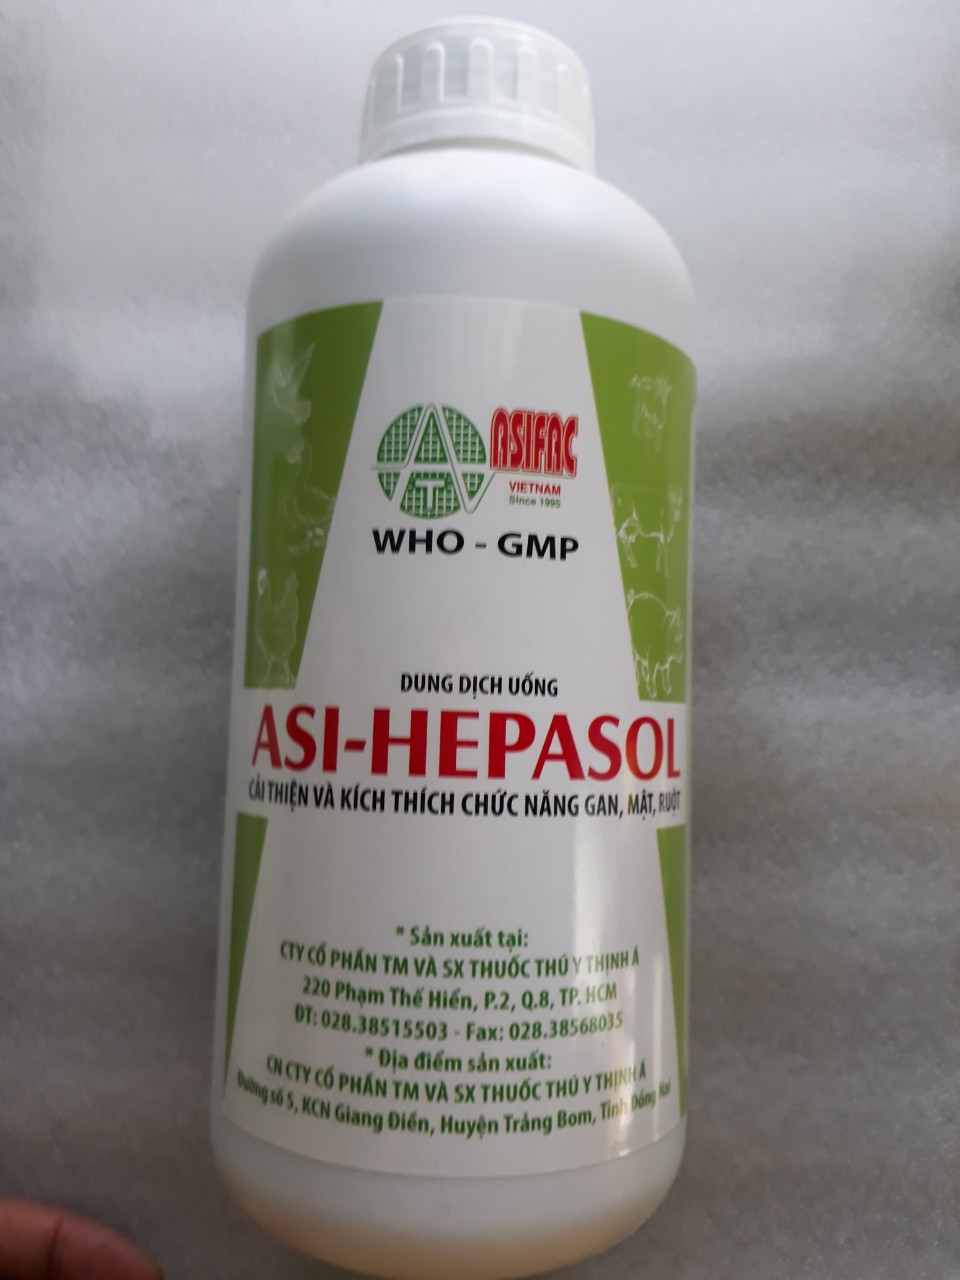 ASIFAC
VIETNAM
Since 1995
AT
WHO - GMP
DUNG DỊCH UỐNG
ASI-HEPASOL
CẢI THIỆN VÀ KÍCH THÍCH CHỨC NĂNG GAN, MẬT, RUỘT
* Sản xuất tại:
CTY CỔ PHẦN TM VÀ SX THUỐC THÚ Y THỊNH Á
220 Phạm Thế Hiển, P.2, Q.8, TP. HCM
ĐT: 028.38515503 - Fax: 028.38568035
* Địa điểm sản xuất:
CN CTY CỔ PHẦN TM VÀ SX THUỐC THÚ Y THỊNH Á
Đường số 5, KCN Giang Điền, Huyện Trảng Bom, Tỉnh Đồng Nai